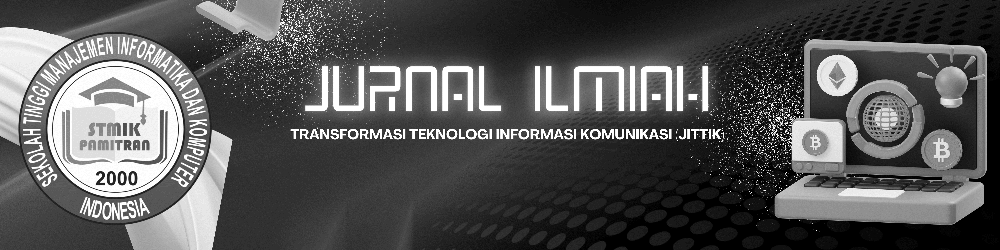 SEKOLAH TINGGI MANAJEMEN INFORMATIKA DAN KOMPUTER
STMIK
PAMITRAN
2000
INDONESIA
JURNAL ILMIAH
TRANSFORMASI TEKNOLOGI INFORMASI KOMUNIKASI (JITTIK)